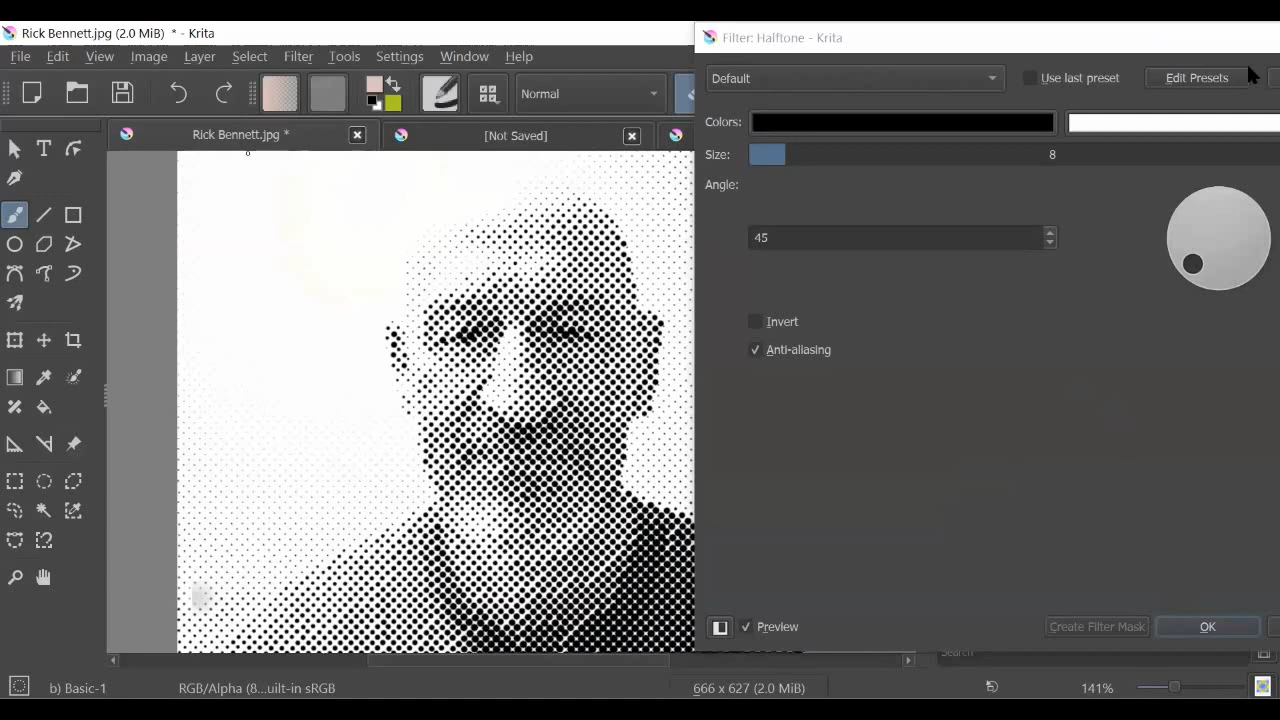 Rick Bennett.jpg (2.0 MiB) * - Krita
Filter: Halftone - Krita
File Edit View Image Layer Select Filter Tools Settings Window Help
Default
Use last preset
Edit Presets
Normal
Colors:
Rick Bennett.jpg *
[Not Saved]
Size:
8
Angle:
45
Invert
Anti-aliasing
Preview
Create Filter Mask
OK
Search
b) Basic-1
RGB/Alpha (8...uilt-in sRGB
666 x 627 (2.0 MiB)
141%